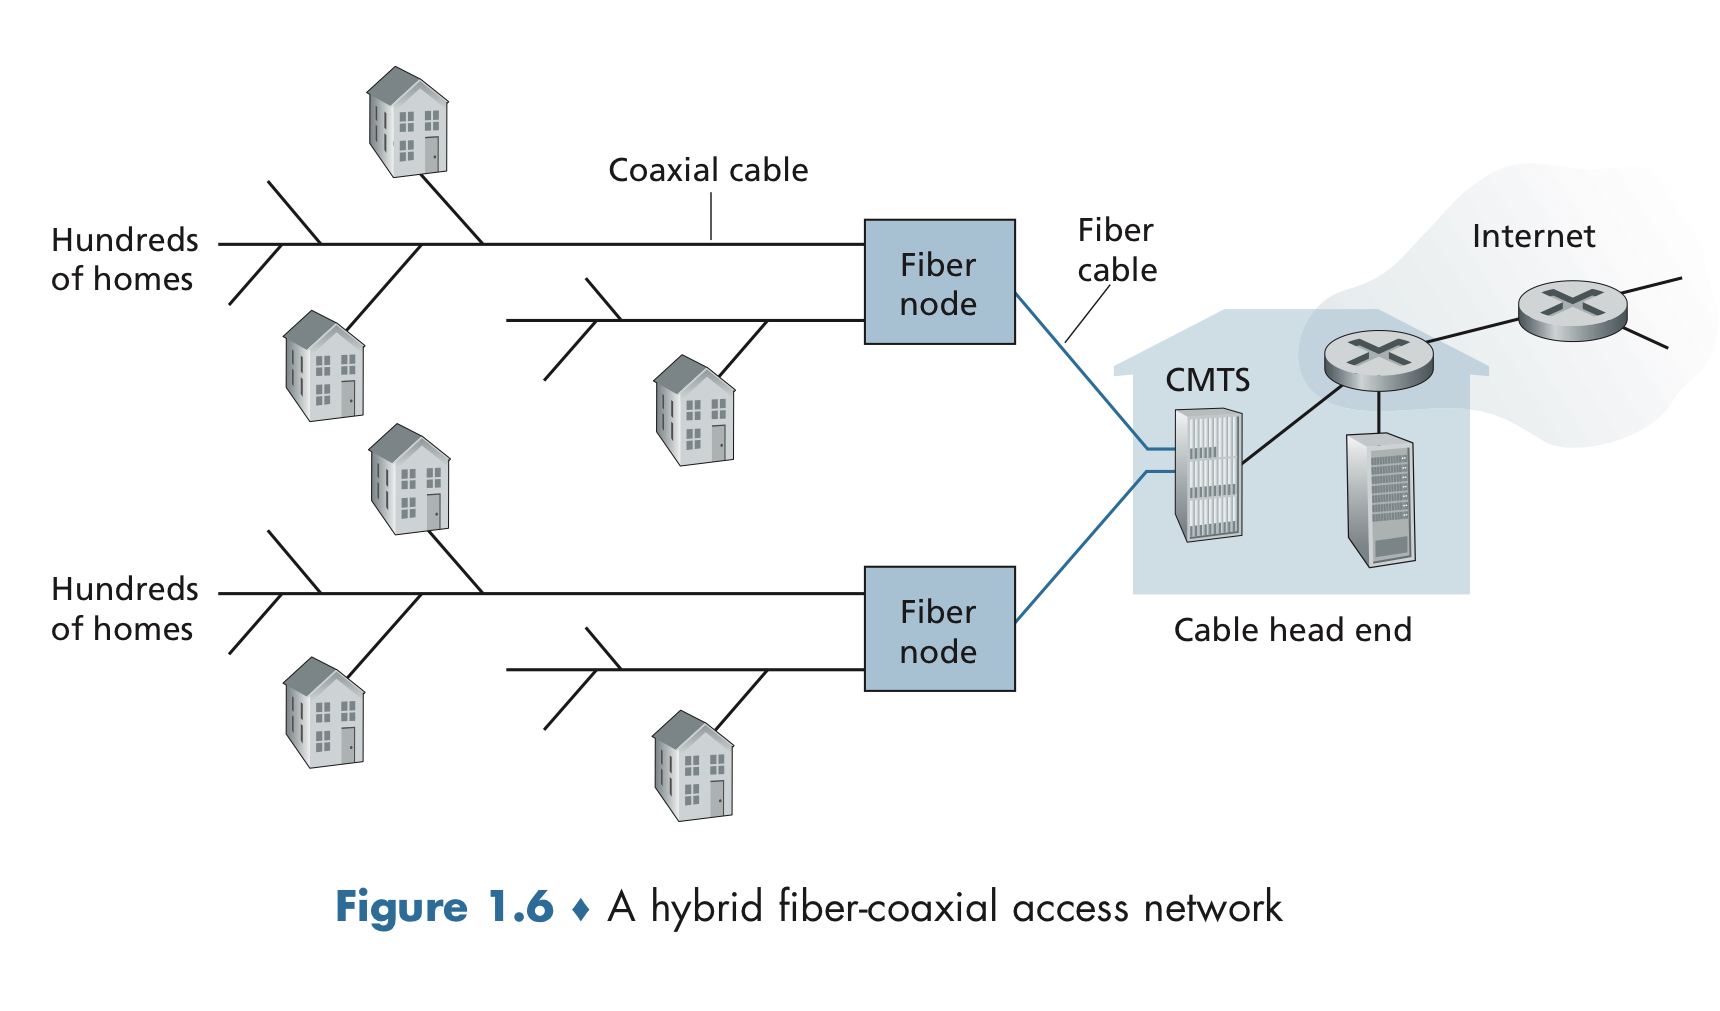 Coaxial cable
Hundreds
of homes
Fiber
node
Fiber
cable
Internet
CMTS
Hundreds
of homes
Fiber
node
Cable head end
Figure 1.6 ♦ A hybrid fiber-coaxial access network